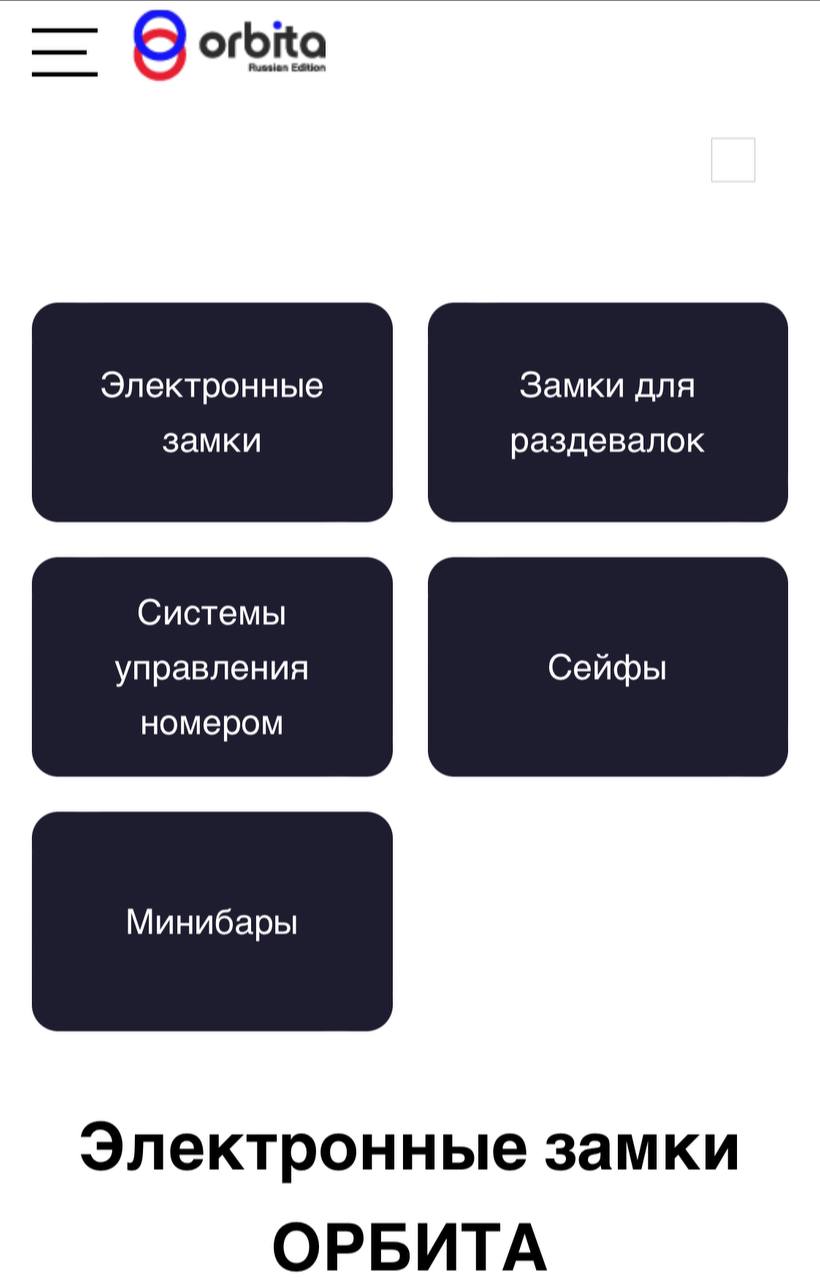 orbita
Russian Edition
Электронные
замки
Замки для
раздевалок
Системы
управления
номером
Сейфы
Минибары
Электронные замки
ОРБИТА